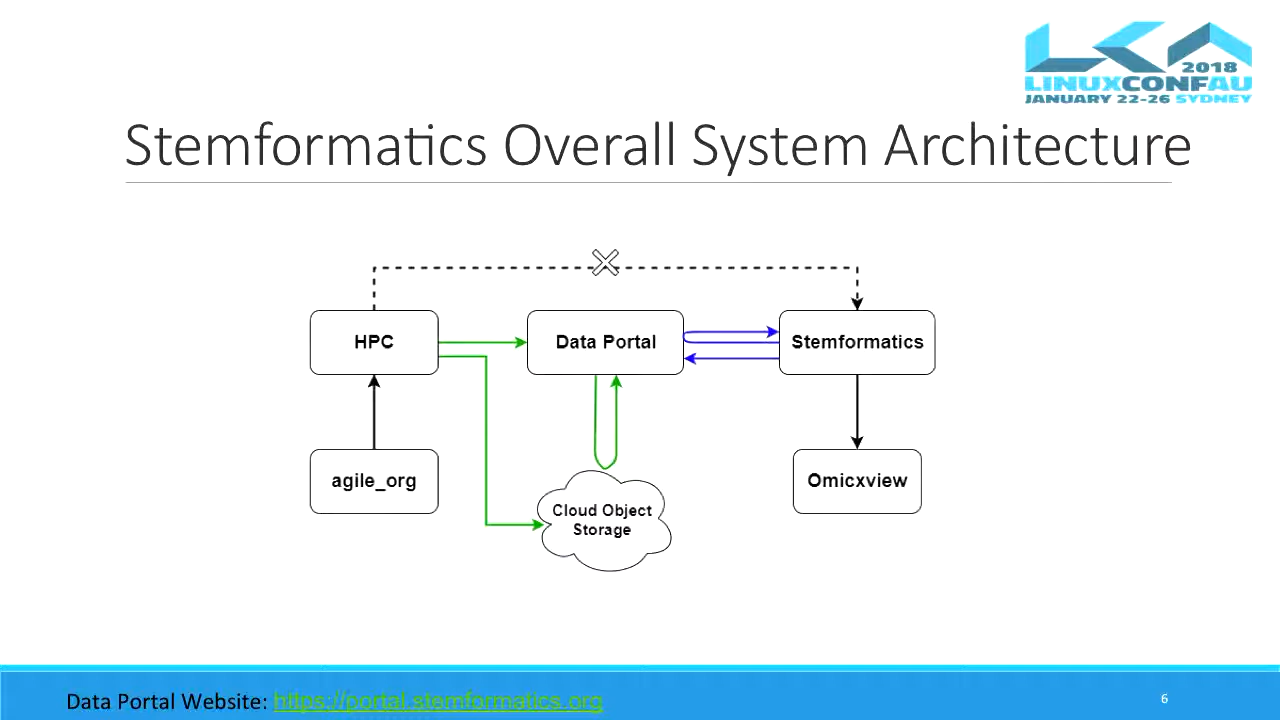 2018
LINUXCONFAU
JANUARY 22-26 SYDNEY
Stemformatics Overall System Architecture
HPC
Data Portal
Stemformatics
agile_org
Omicxview
Cloud Object
Storage
Data Portal Website: https://portal.stemformatics.org
6